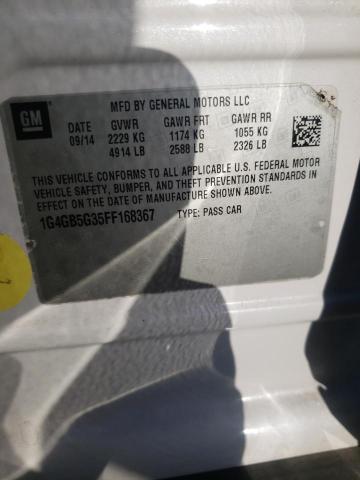 GM
MFD BY GENERAL MOTORS LLC
DATE GVWR GAWR FRT GAWR RR
09/14 2229 KG 1174 KG 1055 KG
4914 LB 2588 LB 2326 LB
THIS VEHICLE CONFORMS TO ALL APPLICABLE U.S. FEDERAL MOTOR
VEHICLE SAFETY, BUMPER, AND THEFT PREVENTION STANDARDS IN
EFFECT ON THE DATE OF MANUFACTURE SHOWN ABOVE.
1G4GB5G35FF168367 TYPE: PASS CAR